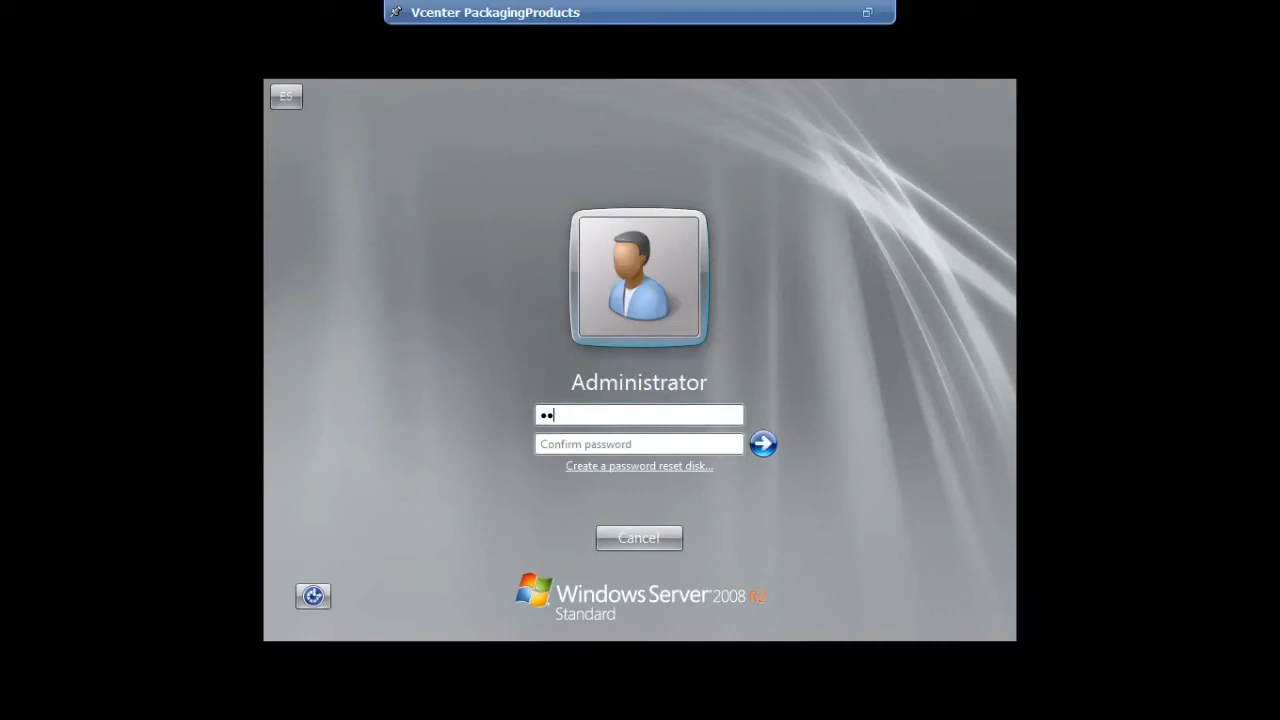 Vcenter PackagingProducts
ES
Administrator
Confirm password
Create a password reset disk...
Cancel
Windows Server 2008 R2
Standard